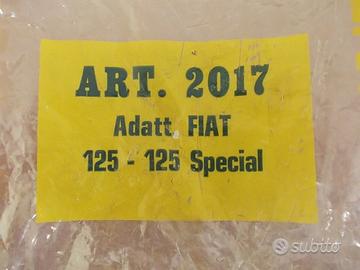 ART. 2017
Adatt. FIAT
125 - 125 Special
subito